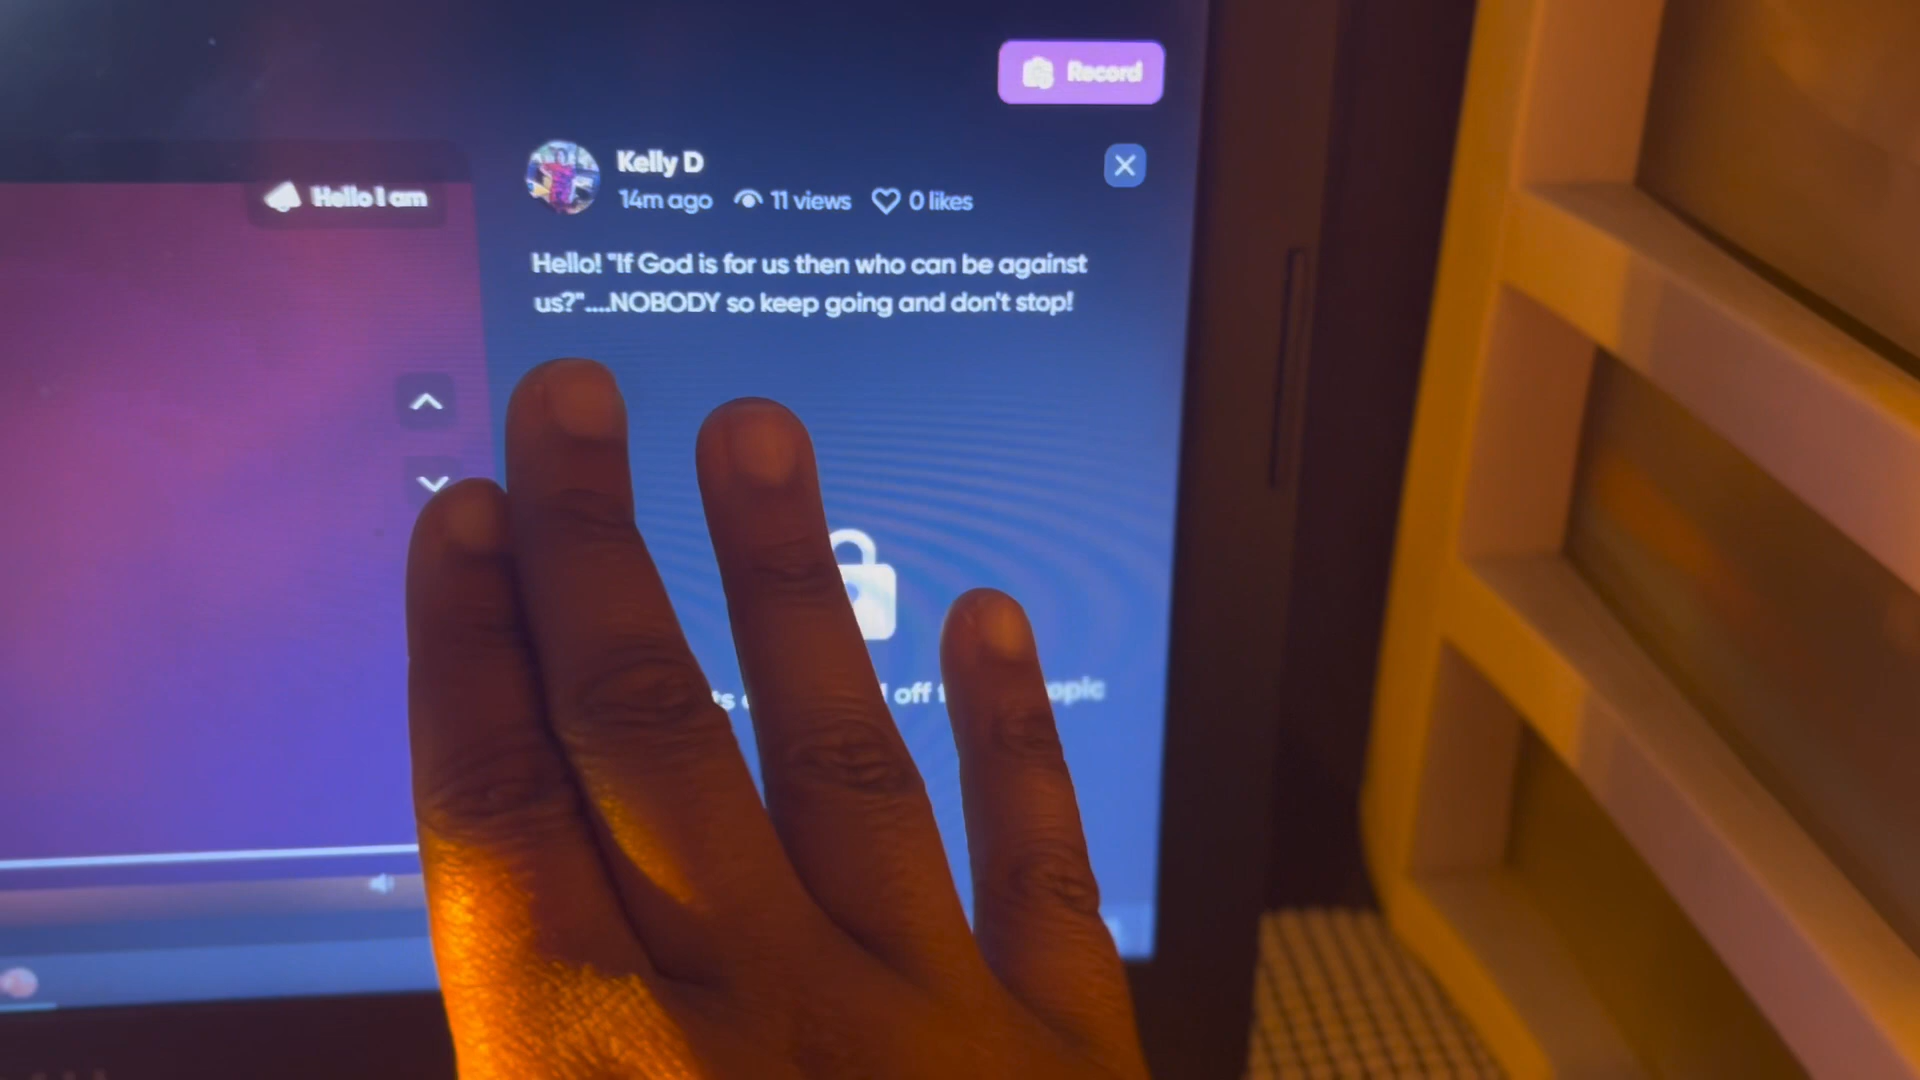 Record
Hello I am
Kelly D
14m ago 11 views 0 likes
Hello! "If God is for us then who can be against
us?"....NOBODY so keep going and don't stop!
off